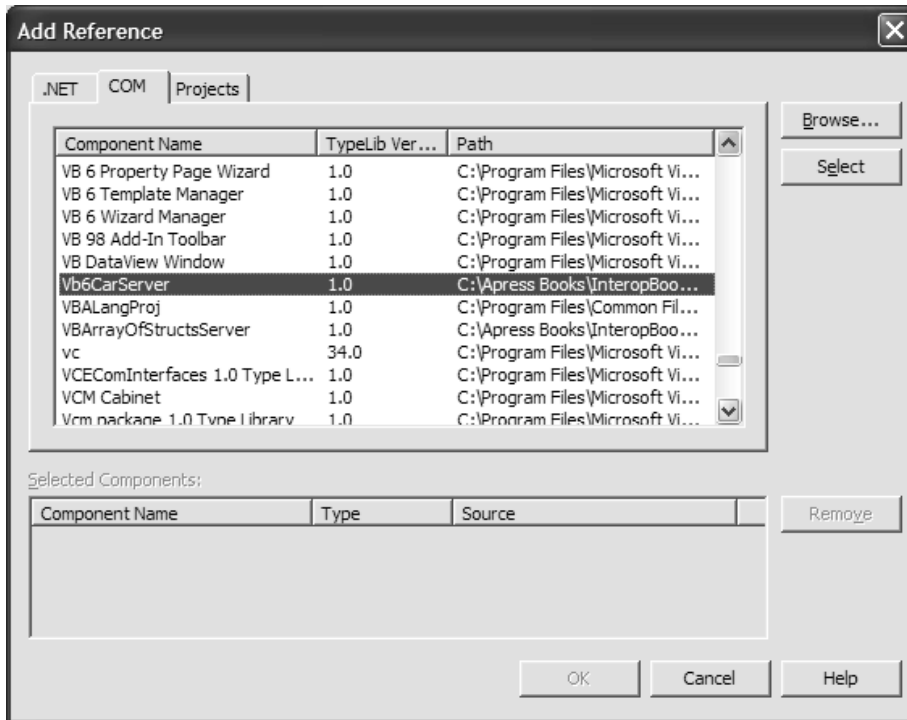 Add Reference
.NET COM Projects
Component Name TypeLib Ver... Path
VB 6 Property Page Wizard 1.0 C:\Program Files\Microsoft Vi...
VB 6 Template Manager 1.0 C:\Program Files\Microsoft Vi...
VB 6 Wizard Manager 1.0 C:\Program Files\Microsoft Vi...
VB 98 Add-In Toolbar 1.0 C:\Program Files\Microsoft Vi...
VB DataView Window 1.0 C:\Program Files\Microsoft Vi...
Vb6CarServer 1.0 C:\Apress Books\InteropBoo...
VBALangProj 1.0 C:\Program Files\Common Fil...
VBArrayOfStructsServer 1.0 C:\Apress Books\InteropBoo...
vc 34.0 C:\Program Files\Microsoft Vi...
VCEComInterfaces 1.0 Type L... 1.0 C:\Program Files\Microsoft Vi...
VCM Cabinet 1.0 C:\Program Files\Microsoft Vi...
Vcm package 1.0 Type Library 1.0 C:\Program Files\Microsoft Vi...
Browse...
Select
Selected Components:
Component Name Type Source
Remove
OK Cancel Help